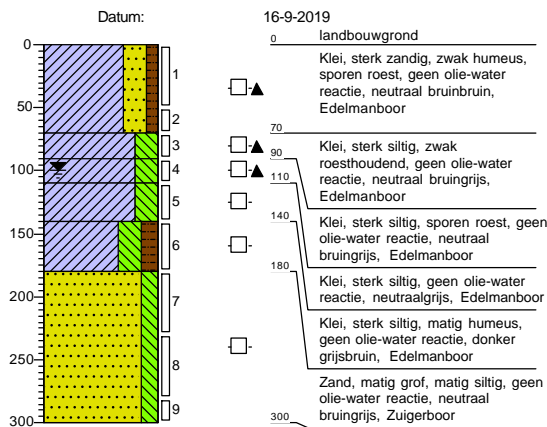 Datum: 16-9-2019
0
50
100
150
200
250
300
1
2
3
4
5
6
7
8
9
0 landbouwgrond
Klei, sterk zandig, zwak humeus,
sporen roest, geen olie-water
reactie, neutraal bruinbruin,
Edelmanboor
70
Klei, sterk siltig, zwak
roesthoudend, geen olie-water
reactie, neutraal bruingrijs,
Edelmanboor
90
Klei, sterk siltig, sporen roest, geen
olie-water reactie, neutraal
bruingrijs, Edelmanboor
110
Klei, sterk siltig, geen olie-water
reactie, neutraalgrijs, Edelmanboor
140
Klei, sterk siltig, matig humeus,
geen olie-water reactie, donker
grijsbruin, Edelmanboor
180
Zand, matig grof, matig siltig, geen
olie-water reactie, neutraal
bruingrijs, Zuigerboor
300